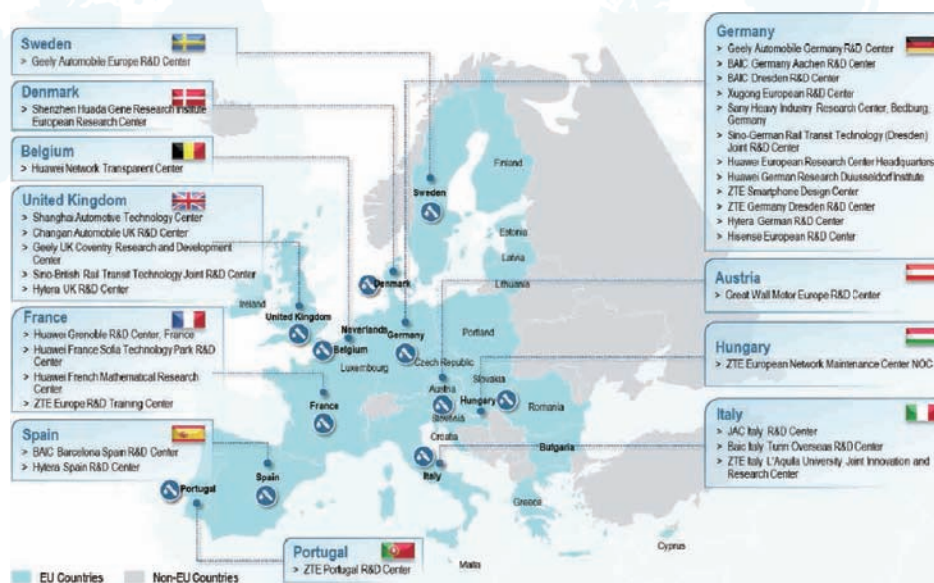 Sweden
> Geely Automobile Europe R&D Center
Denmark
> Shenzhen Huada Gene Research Institute
European Research Center
Belgium
> Huawei Network Transparent Center
United Kingdom
> Shanghai Automotive Technology Center
> Changan Automobile UK R&D Center
> Geely UK Coventry Research and Development
Center
> Sino-British Rail Transit Technology Joint R&D Center
> Hytera UK R&D Center
France
> Huawei Grenoble R&D Center, France
> Huawei France Sofia Technology Park R&D
Center
> Huawei French Mathematical Research
Center
> ZTE Europe R&D Training Center
Spain
> BAIC Barcelona Spain R&D Center
> Hytera Spain R&D Center
Portugal
> ZTE Portugal R&D Center
Germany
> Geely Automobile Germany R&D Center
> BAIC Germany Aachen R&D Center
> BAIC Dresden R&D Center
> Xugong European R&D Center
> Sany Heavy Industry Research Center, Bedburg,
Germany
> Sino-German Rail Transit Technology (Dresden)
Joint R&D Center
> Huawei European Research Center Headquarters
> Huawei German Research Duiusseldorf Institute
> ZTE Smartphone Design Center
> ZTE Germany Dresden R&D Center
> Hytera German R&D Center
> Hisense European R&D Center
Austria
> Great Wall Motor Europe R&D Center
Hungary
> ZTE European Network Maintenance Center NOC
Italy
> JAC Italy R&D Center
> Baic Italy Turin Overseas R&D Center
> ZTE Italy L'Aquila University Joint Innovation and
Research Center
Finland
Sweden
Estonia
Latvia
Lithuania
Denmark
Ireland
United Kingdom
Neverlands
Belgium
Luxembourg
Germany
Portland
Czech Republic
Slovakia
Austria
Hungary
Slovenia
Romania
Croatia
France
Bulgaria
Italy
Spain
Portugal
Greece
Malta
Cyprus
EU Countries
Non-EU Countries